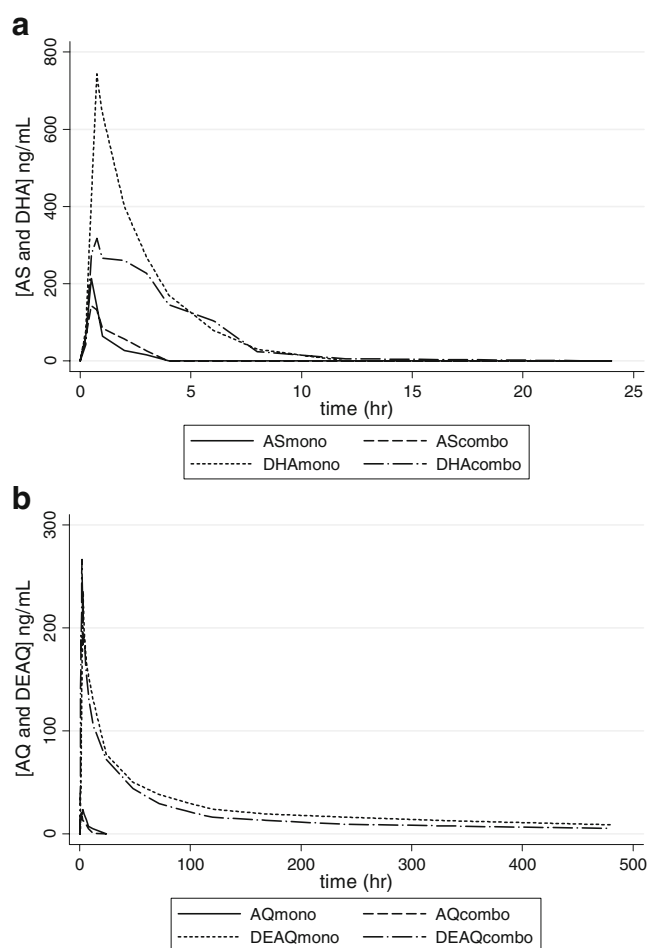 a
[AS and DHA] ng/mL
800
600
400
200
0
0 5 10 15 20 25
time (hr)
ASmono AScombo
DHAmono DHAcombo
b
[AQ and DEAQ] ng/mL
300
200
100
0
0 100 200 300 400 500
time (hr)
AQmono AQcombo
DEAQmono DEAQcombo